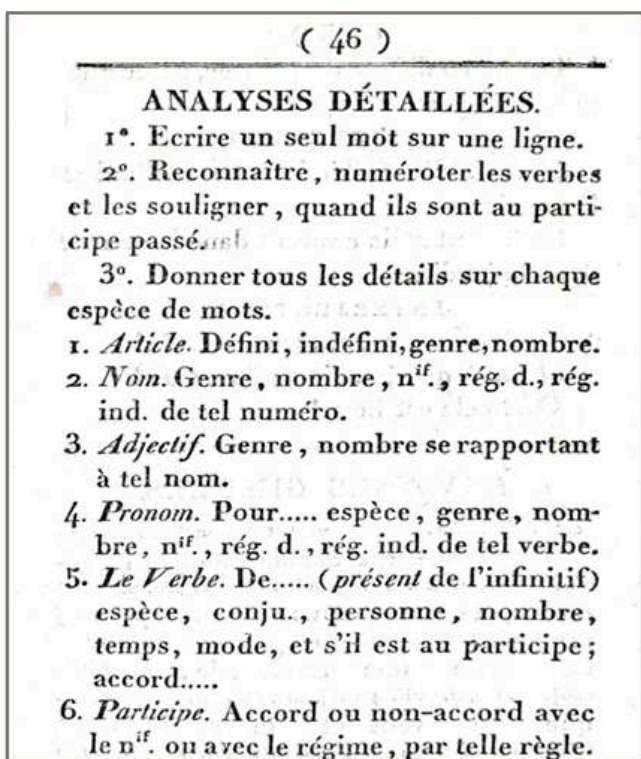 ( 46 )
ANALYSES DÉTAILLÉES.
1°. Ecrire un seul mot sur une ligne.
2°. Reconnaître, numéroter les verbes
et les souligner, quand ils sont au parti-
cipe passé.
3°. Donner tous les détails sur chaque
espèce de mots.
1. Article. Défini, indéfini, genre, nombre.
2. Nom. Genre, nombre, nif., rég. d., rég.
ind. de tel numéro.
3. Adjectif. Genre, nombre se rapportant
à tel nom.
4. Pronom. Pour..... espèce, genre, nom-
bre, nif., rég. d., rég. ind. de tel verbe.
5. Le Verbe. De..... (présent de l'infinitif)
espèce, conju., personne, nombre,
temps, mode, et s'il est au participe;
accord.....
6. Participe. Accord ou non-accord avec
le nif. ou avec le régime, par telle règle.